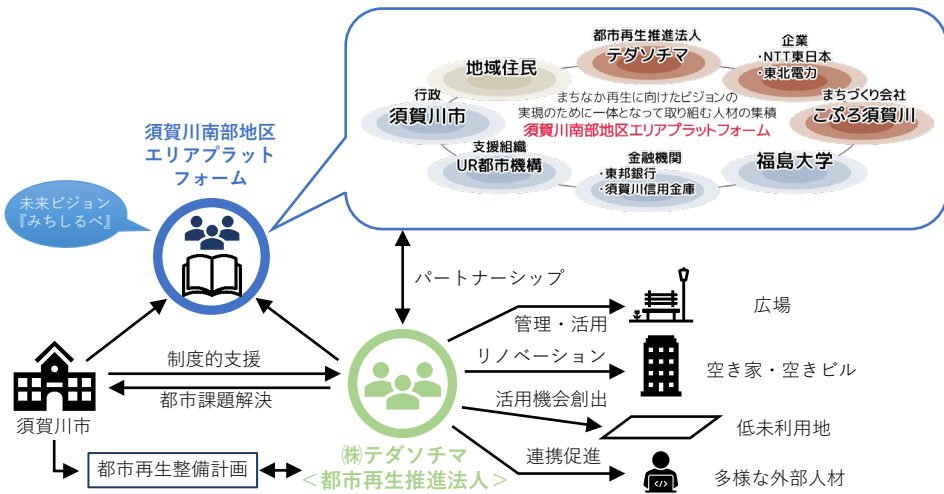 都市再生推進法人
テダソチマ
企業
・NTT東日本
・東北電力
地域住民
まちづくり会社
こぷろ須賀川
行政
須賀川市
まちなか再生に向けたビジョンの
実現のために一体となって取り組む人材の集積
須賀川南部地区エリアプラットフォーム
支援組織
UR都市機構
金融機関
・東邦銀行
・須賀川信用金庫
福島大学
須賀川南部地区
エリアプラット
フォーム
未来ビジョン
『みちしるべ』
パートナーシップ
管理・活用
広場
制度的支援
リノベーション
空き家・空きビル
都市課題解決
活用機会創出
低未利用地
須賀川市
連携促進
多様な外部人材
都市再生整備計画
㈱テダソチマ
＜都市再生推進法人＞
</>